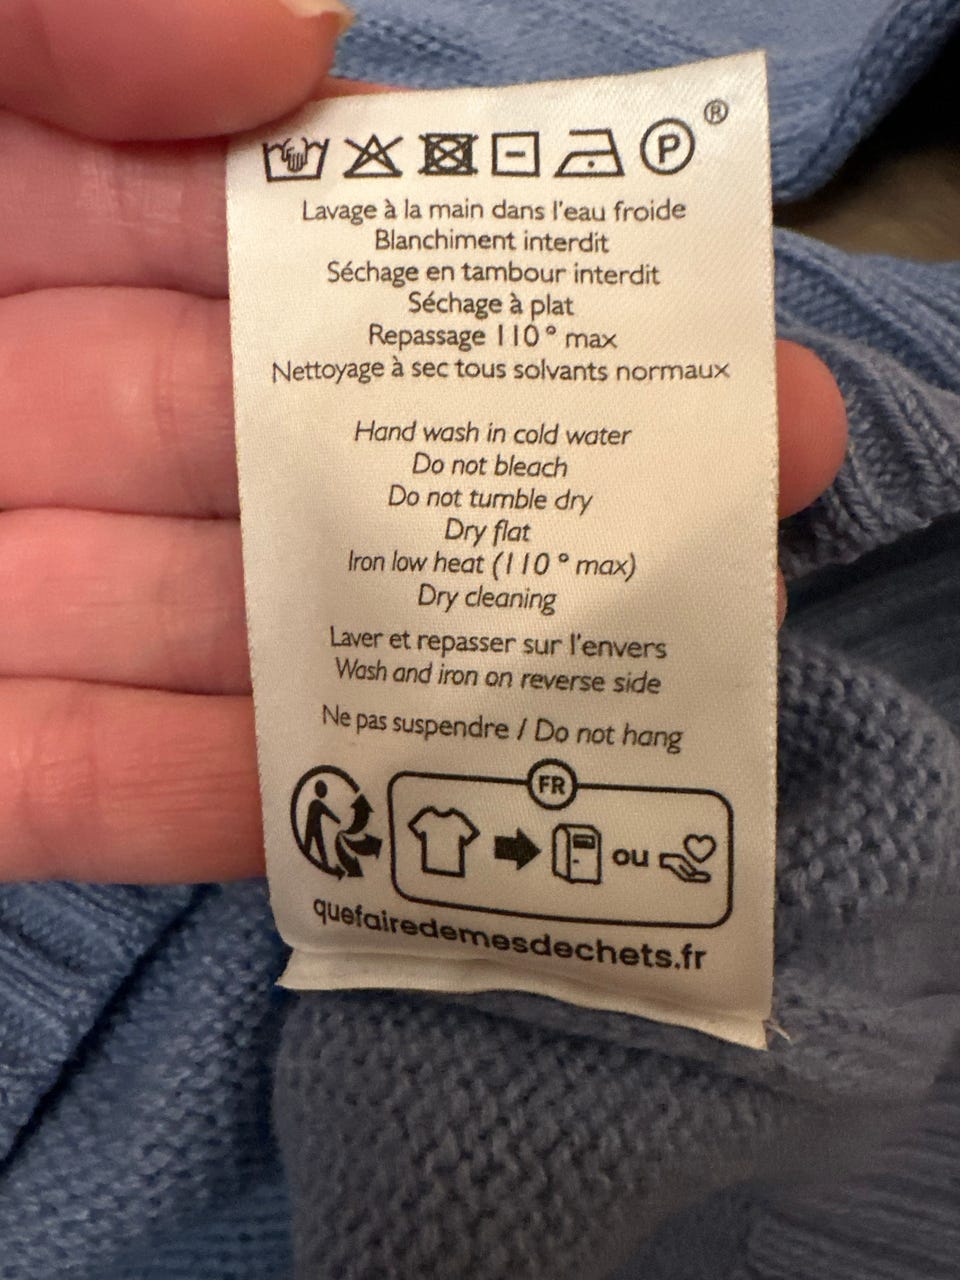 ®
P
Lavage à la main dans l'eau froide
Blanchiment interdit
Séchage en tambour interdit
Séchage à plat
Repassage 110° max
Nettoyage à sec tous solvants normaux
Hand wash in cold water
Do not bleach
Do not tumble dry
Dry flat
Iron low heat (110° max)
Dry cleaning
Laver et repasser sur l'envers
Wash and iron on reverse side
Ne pas suspendre / Do not hang
FR
ou
quefairedemesdechets.fr